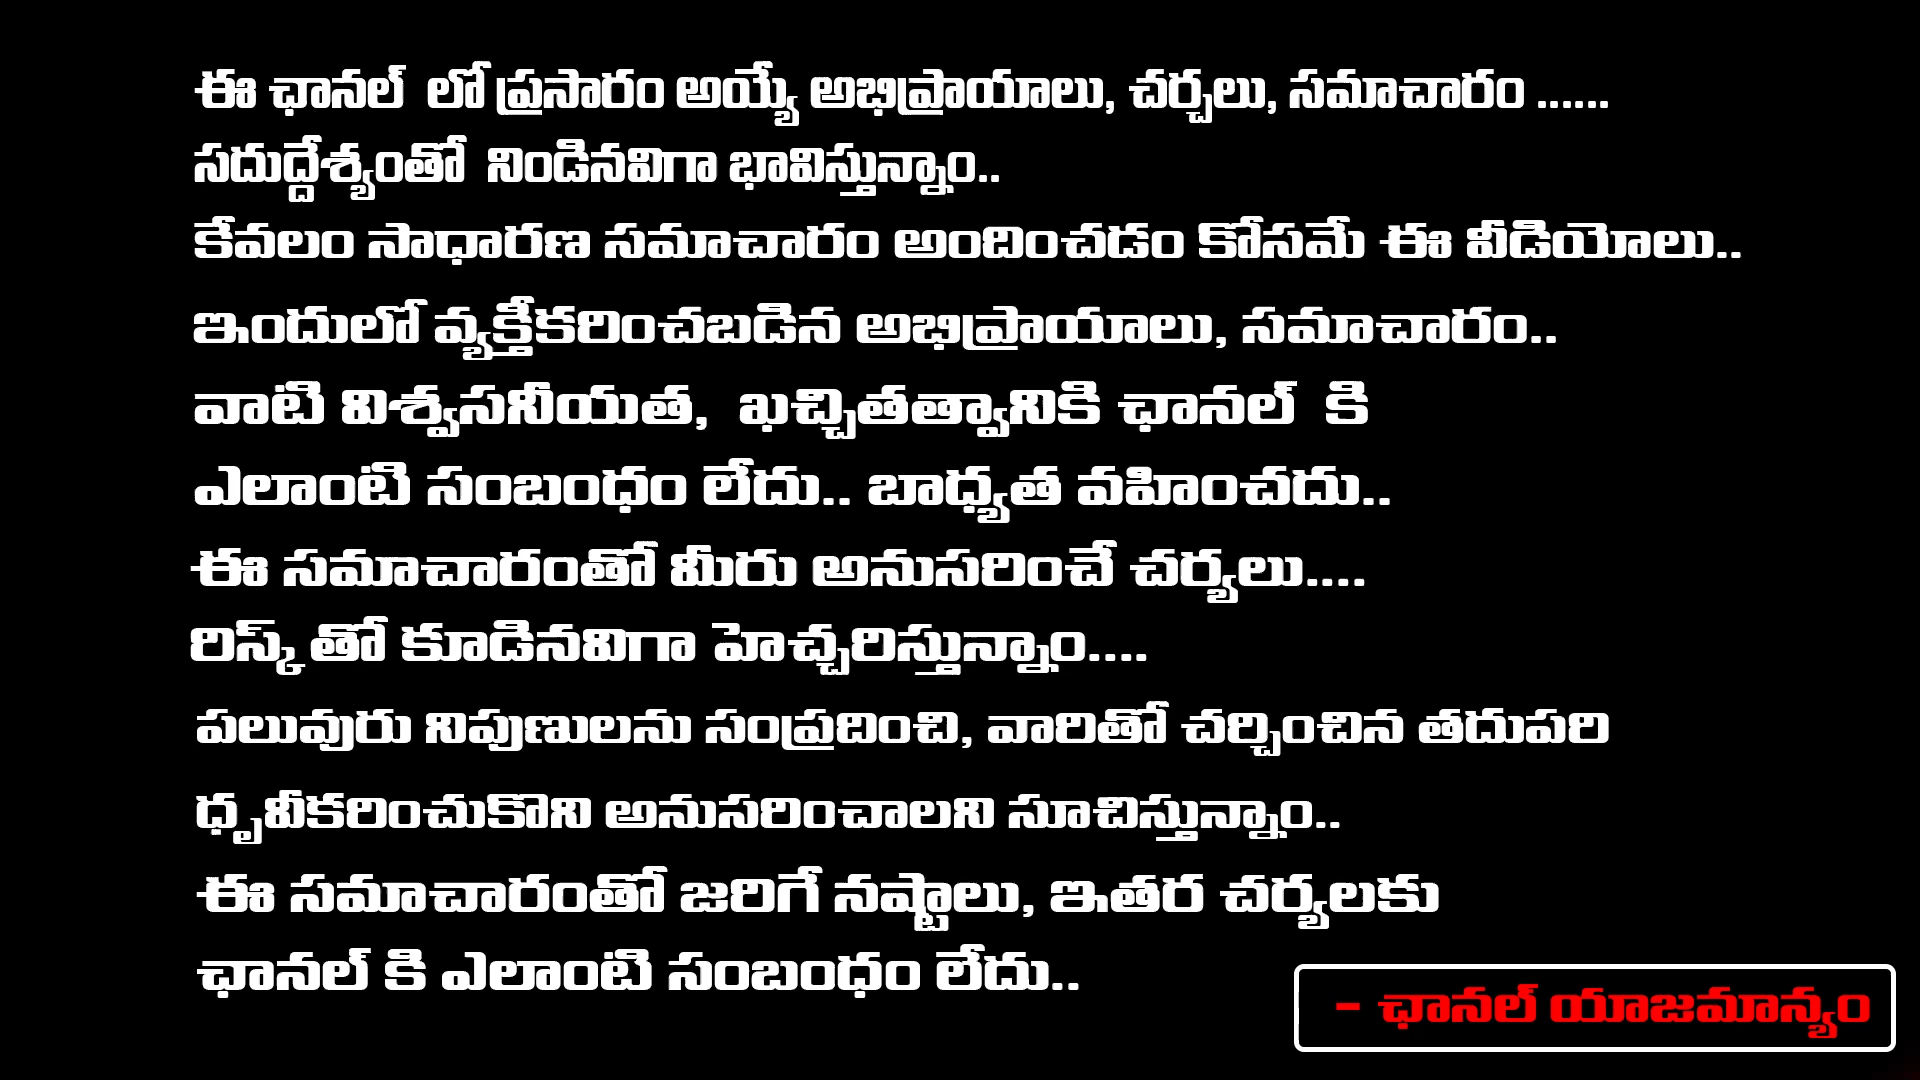 ఈ ఛానల్ లో ప్రసారం అయ్యే అభిప్రాయాలు, చర్చలు, సమాచారం ......
సదుద్దేశ్యంతో నిండినవిగా భావిస్తున్నాం..
కేవలం సాధారణ సమాచారం అందించడం కోసమే ఈ వీడియోలు..
ఇందులో వ్యక్తీకరించబడిన అభిప్రాయాలు, సమాచారం..
వాటి విశ్వసనీయత, ఖచ్చితత్వానికి ఛానల్ కి
ఎలాంటి సంబంధం లేదు.. బాధ్యత వహించదు..
ఈ సమాచారంతో మీరు అనుసరించే చర్యలు....
రిస్క్ తో కూడినవిగా హెచ్చరిస్తున్నాం....
పలువురు నిపుణులను సంప్రదించి, వారితో చర్చించిన తదుపరి
ధృవీకరించుకొని అనుసరించాలని సూచిస్తున్నాం..
ఈ సమాచారంతో జరిగే నష్టాలు, ఇతర చర్యలకు
ఛానల్ కి ఎలాంటి సంబంధం లేదు..
- ఛానల్ యాజమాన్యం